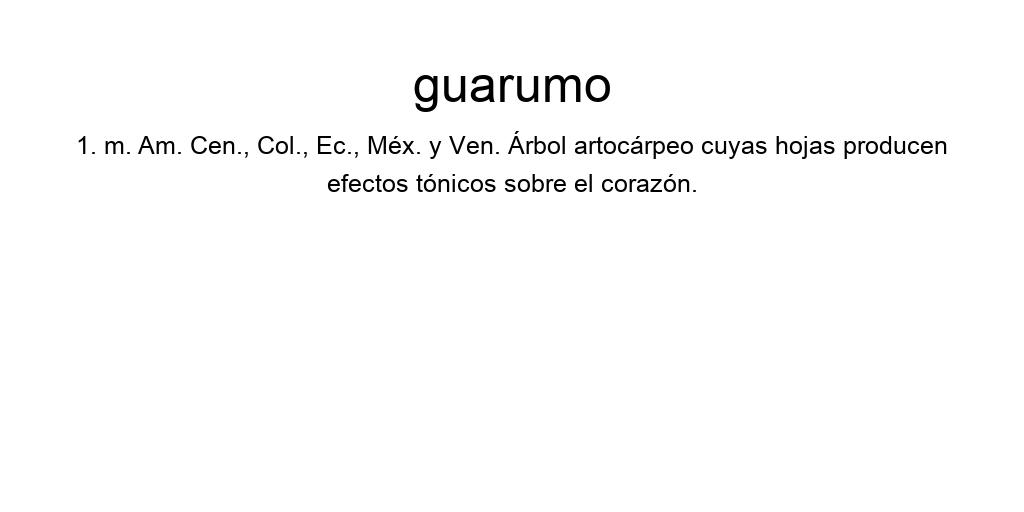 guarumo
1. m. Am. Cen., Col., Ec., Méx. y Ven. Árbol artocárpeo cuyas hojas producen
efectos tónicos sobre el corazón.